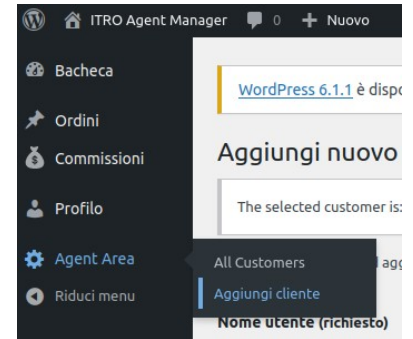 ITRO Agent Manager 0 + Nuovo
Bacheca
WordPress 6.1.1 è dispo
Ordini
Commissioni
Aggiungi nuovo
Profilo
The selected customer is:
Agent Area
All Customers
agg
Riduci menu
Aggiungi cliente
Nome utente (richiesto)